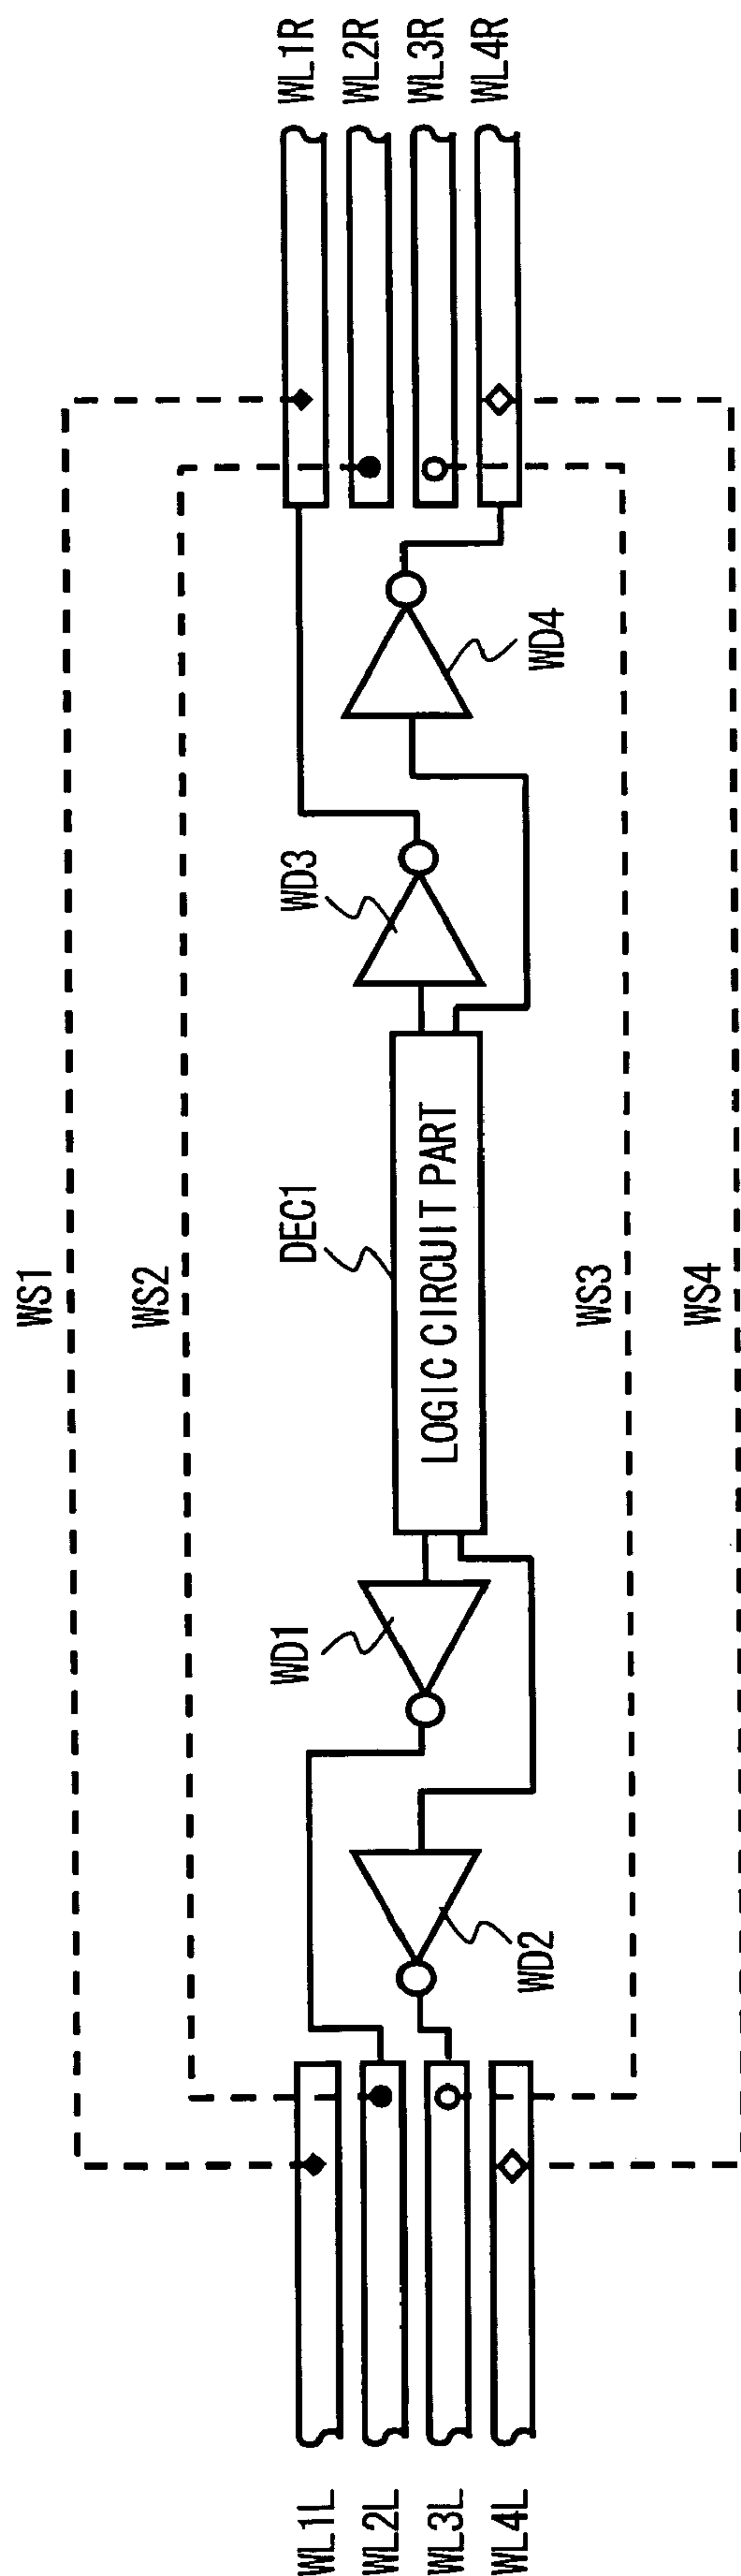 WS1
WS2
WL1L
WL2L
WL3L
WL4L
WD2
WD1
DEC1
LOGIC CIRCUIT PART
WD3
WD4
WL1R
WL2R
WL3R
WL4R
WS3
WS4